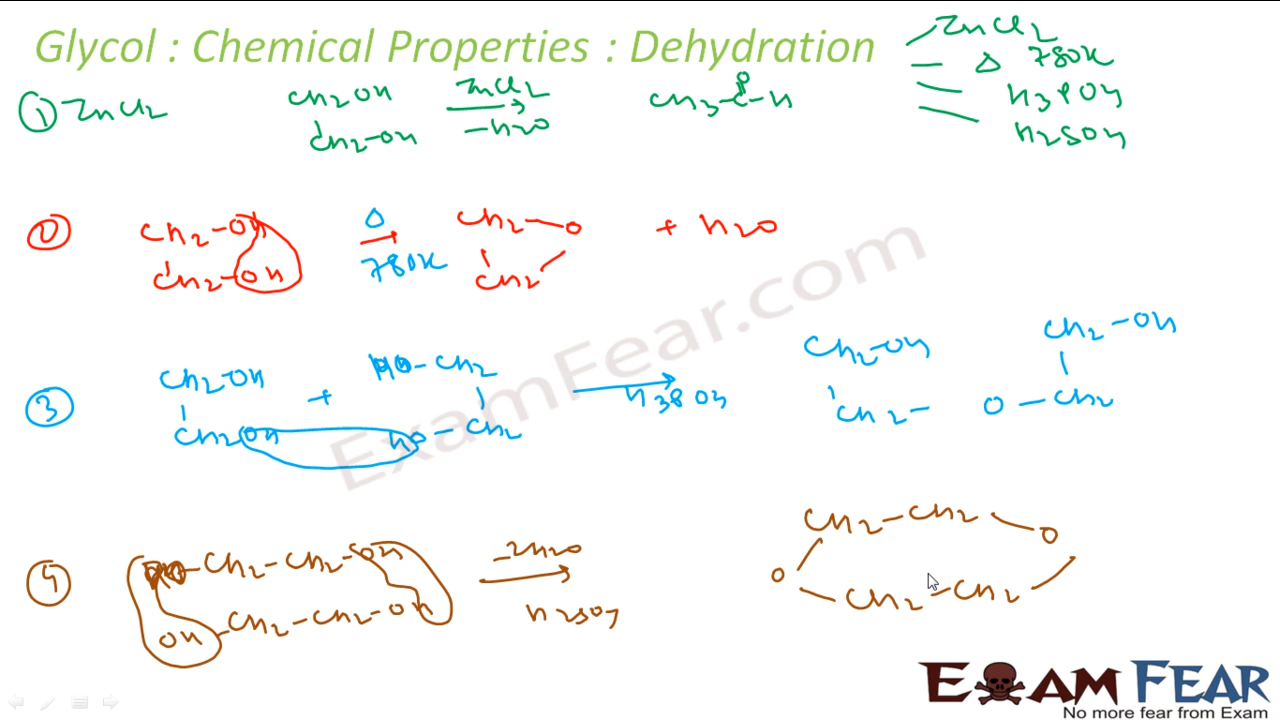 Glycol : Chemical Properties : Dehydration
ZnCl2
Δ 780K
H3PO4
H2SO4
① ZnCl2 CH2OH ZnCl2 O
CH2-OH -H2O CH3-C-H
② CH2-OH Δ CH2-O + H2O
CH2-OH 780K CH2
③ CH2OH + HO-CH2 CH2-OH CH2-OH
CH2OH HO-CH2 CH2- O-CH2
④ HO-CH2-CH2-OH -2H2O CH2-CH2 O
OH-CH2-CH2-OH H2SO4 O CH2-CH2
ExamFear.com
EXAM FEAR
No more fear from Exam